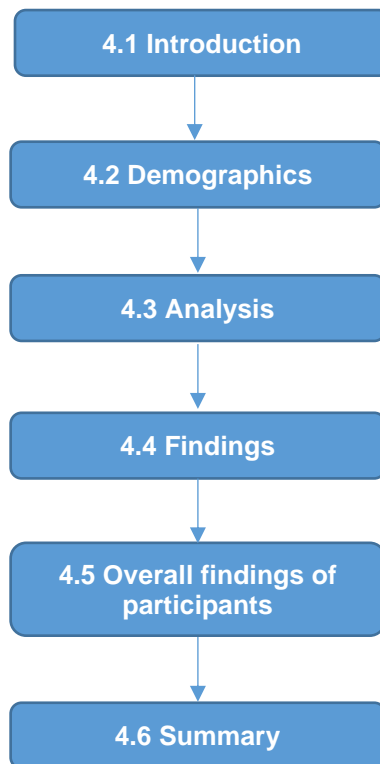 4.1 Introduction
4.2 Demographics
4.3 Analysis
4.4 Findings
4.5 Overall findings of
participants
4.6 Summary